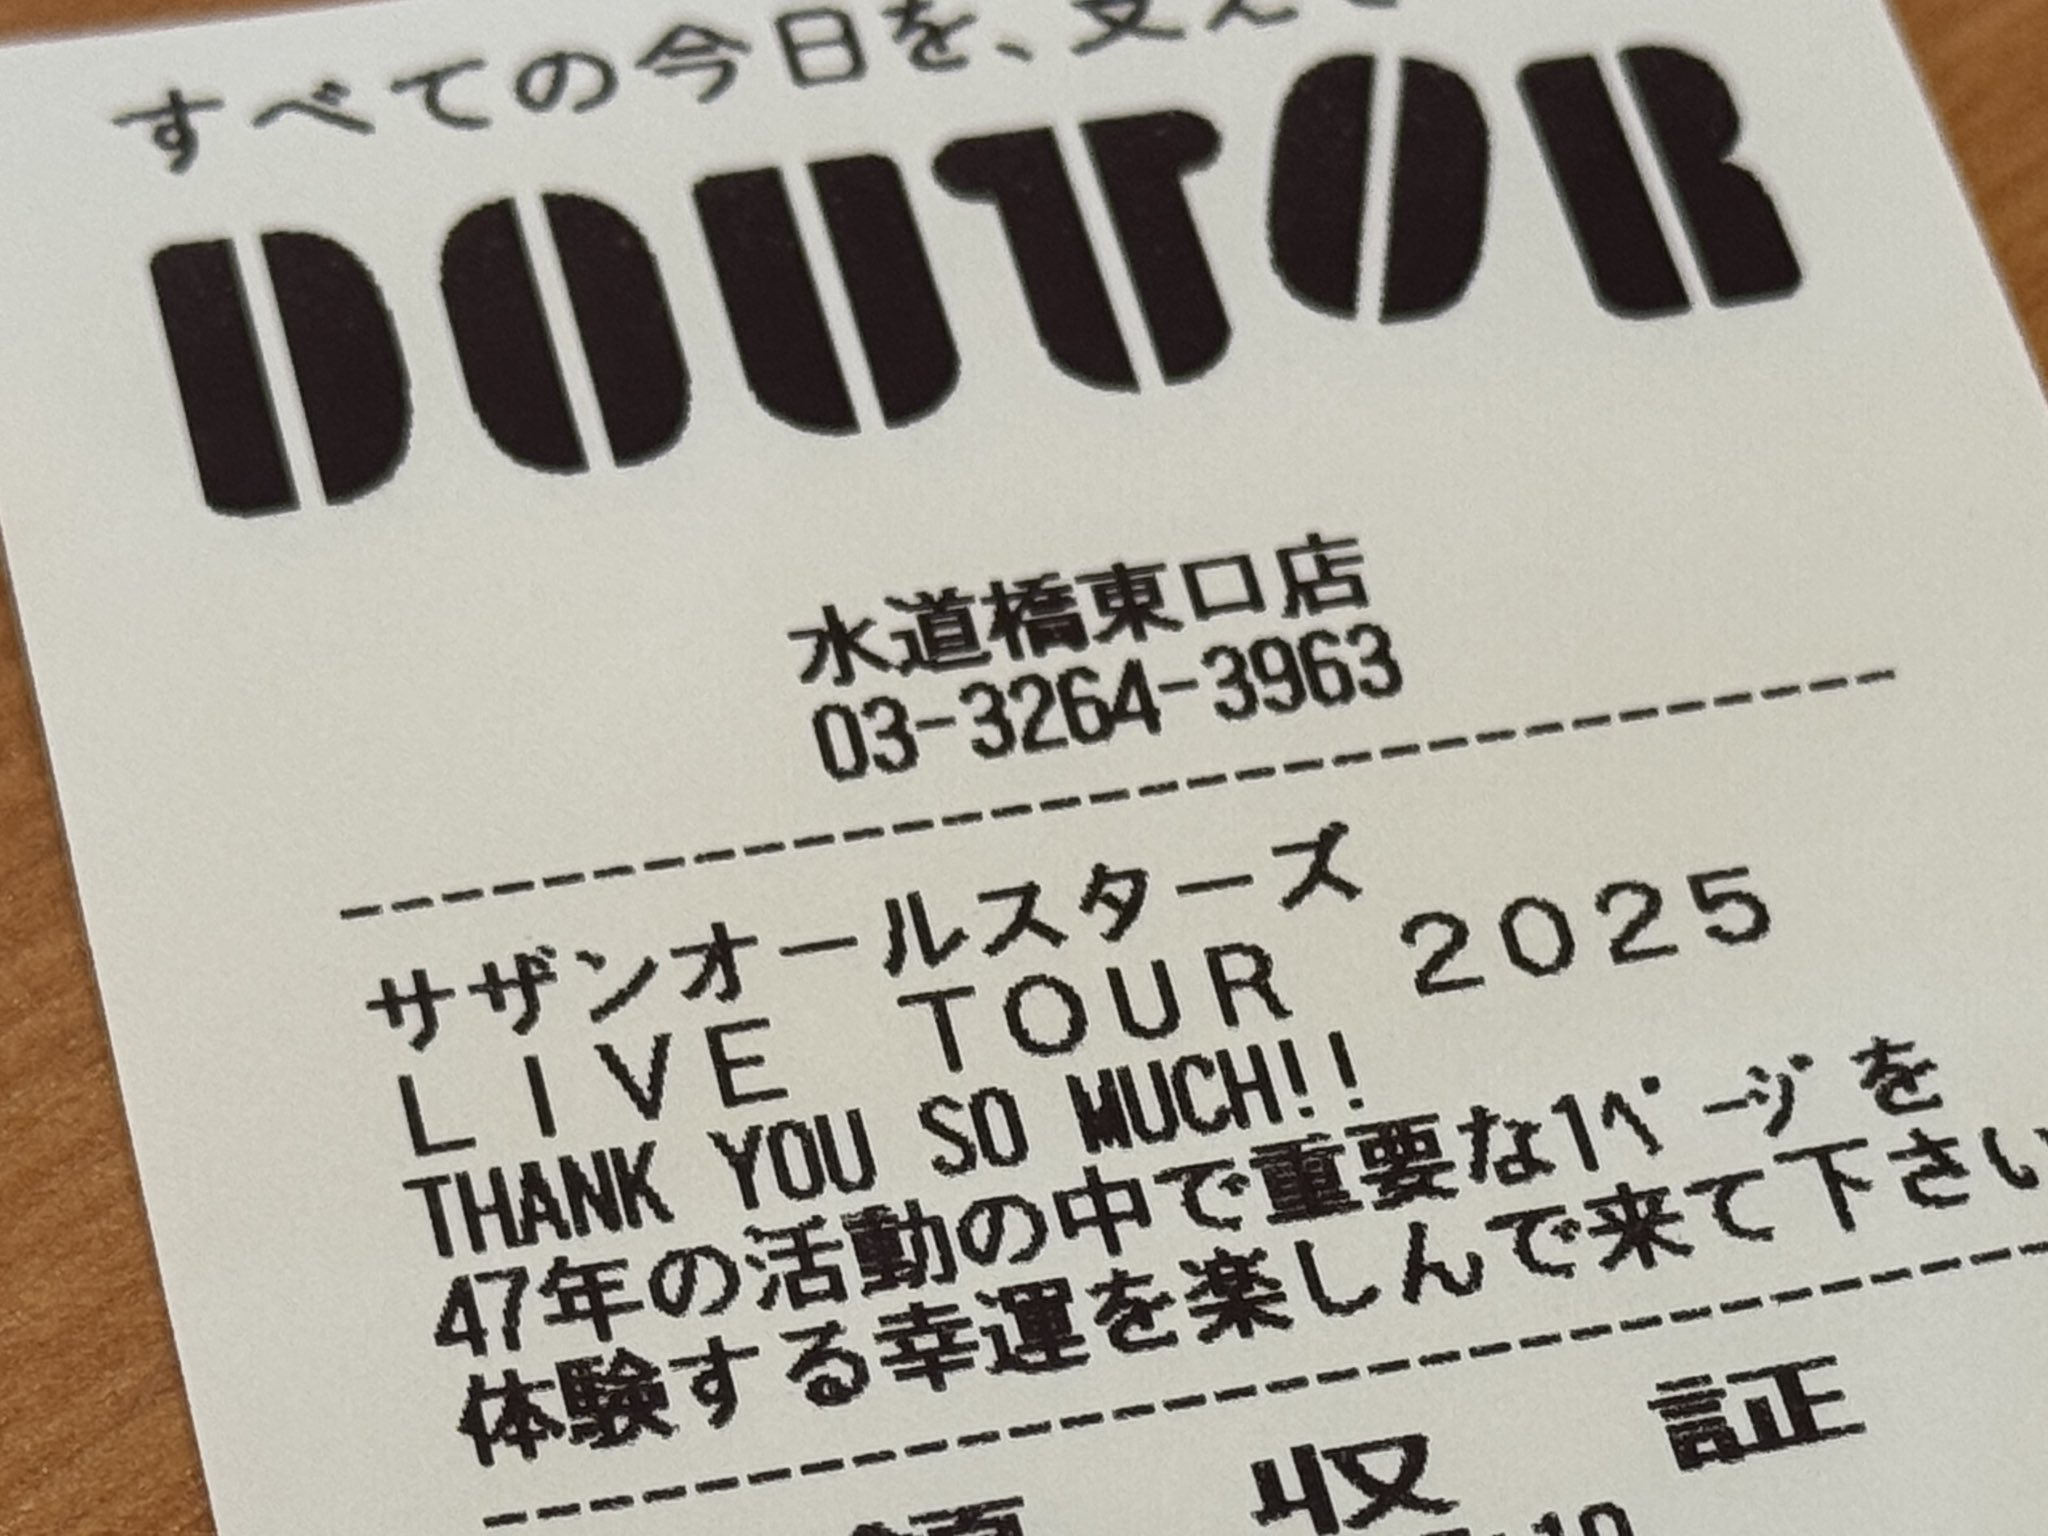 すべての今日を、支え
DOUTOR
水道橋東口店
03-3264-3963
サザンオールスターズ
LIVE TOUR 2025
THANK YOU SO MUCH!!
47年の活動の中で重要な1ﾍﾟｰｼﾞを
体験する幸運を楽しんで来て下さい
領 収 証